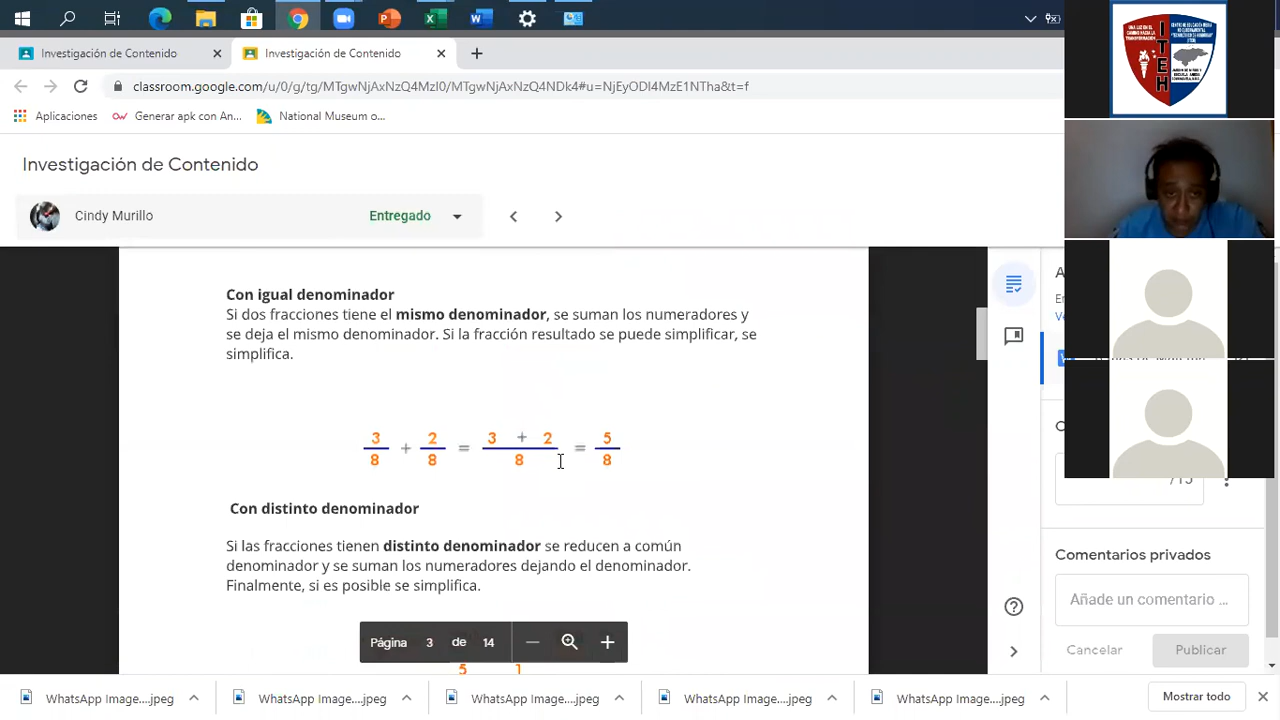 Investigación de Contenido
Investigación de Contenido
classroom.google.com/u/0/g/tg/MTgwNjAxNzQ4MzI0/MTgwNjAxNzQ4NDk4#u=NjEyODI4MzE1NTha&t=f
Aplicaciones
Generar apk con An...
National Museum o...
Investigación de Contenido
Cindy Murillo
Entregado
Con igual denominador
Si dos fracciones tiene el mismo denominador, se suman los numeradores y
se deja el mismo denominador. Si la fracción resultado se puede simplificar, se
simplifica.
3/8 + 2/8 = 3 + 2/8 = 5/8
Con distinto denominador
Si las fracciones tienen distinto denominador se reducen a común
denominador y se suman los numeradores dejando el denominador.
Finalmente, si es posible se simplifica.
Página 3 de 14
5 1
ITEH
/15
Comentarios privados
Añade un comentario ...
Cancelar
Publicar
WhatsApp Image....jpeg
WhatsApp Image....jpeg
WhatsApp Image....jpeg
WhatsApp Image....jpeg
WhatsApp Image....jpeg
Mostrar todo